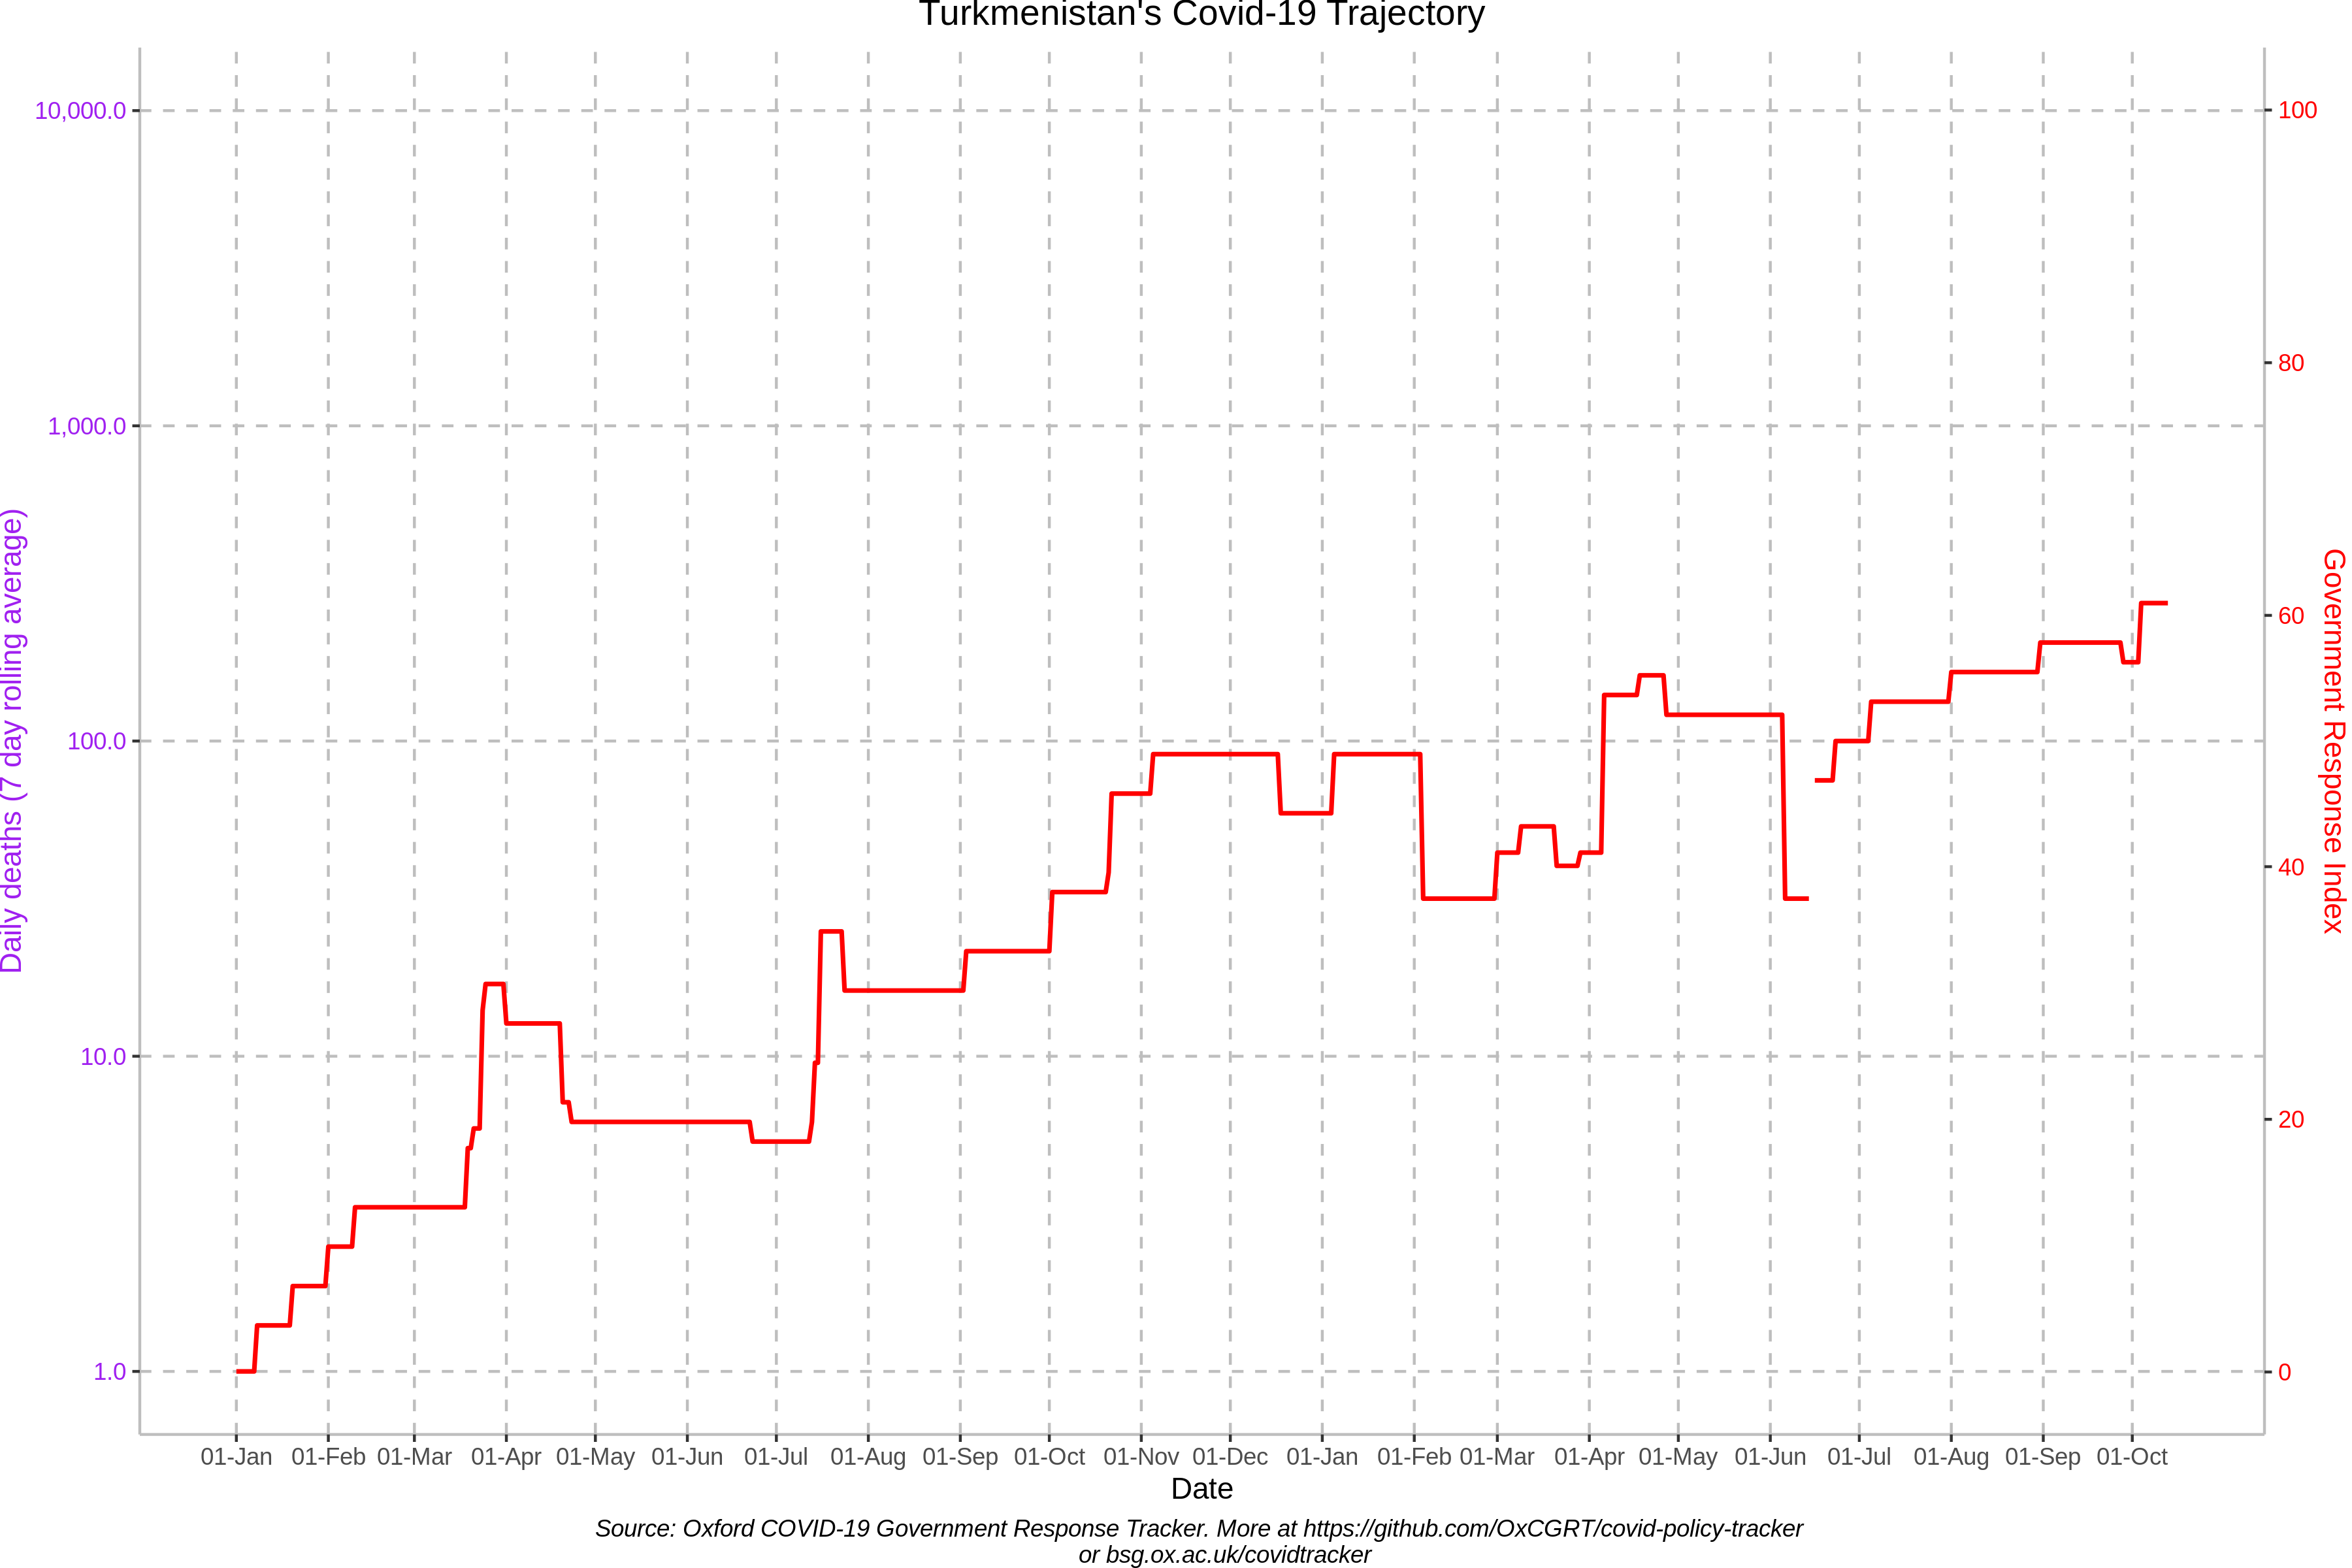 Turkmenistan's Covid-19 Trajectory
10,000.0
1,000.0
100.0
10.0
1.0
Daily deaths (7 day rolling average)
100
80
60
40
20
0
Government Response Index
01-Jan 01-Feb 01-Mar 01-Apr 01-May 01-Jun 01-Jul 01-Aug 01-Sep 01-Oct 01-Nov 01-Dec 01-Jan 01-Feb 01-Mar 01-Apr 01-May 01-Jun 01-Jul 01-Aug 01-Sep 01-Oct
Date
Source: Oxford COVID-19 Government Response Tracker. More at https://github.com/OxCGRT/covid-policy-tracker
or bsg.ox.ac.uk/covidtracker